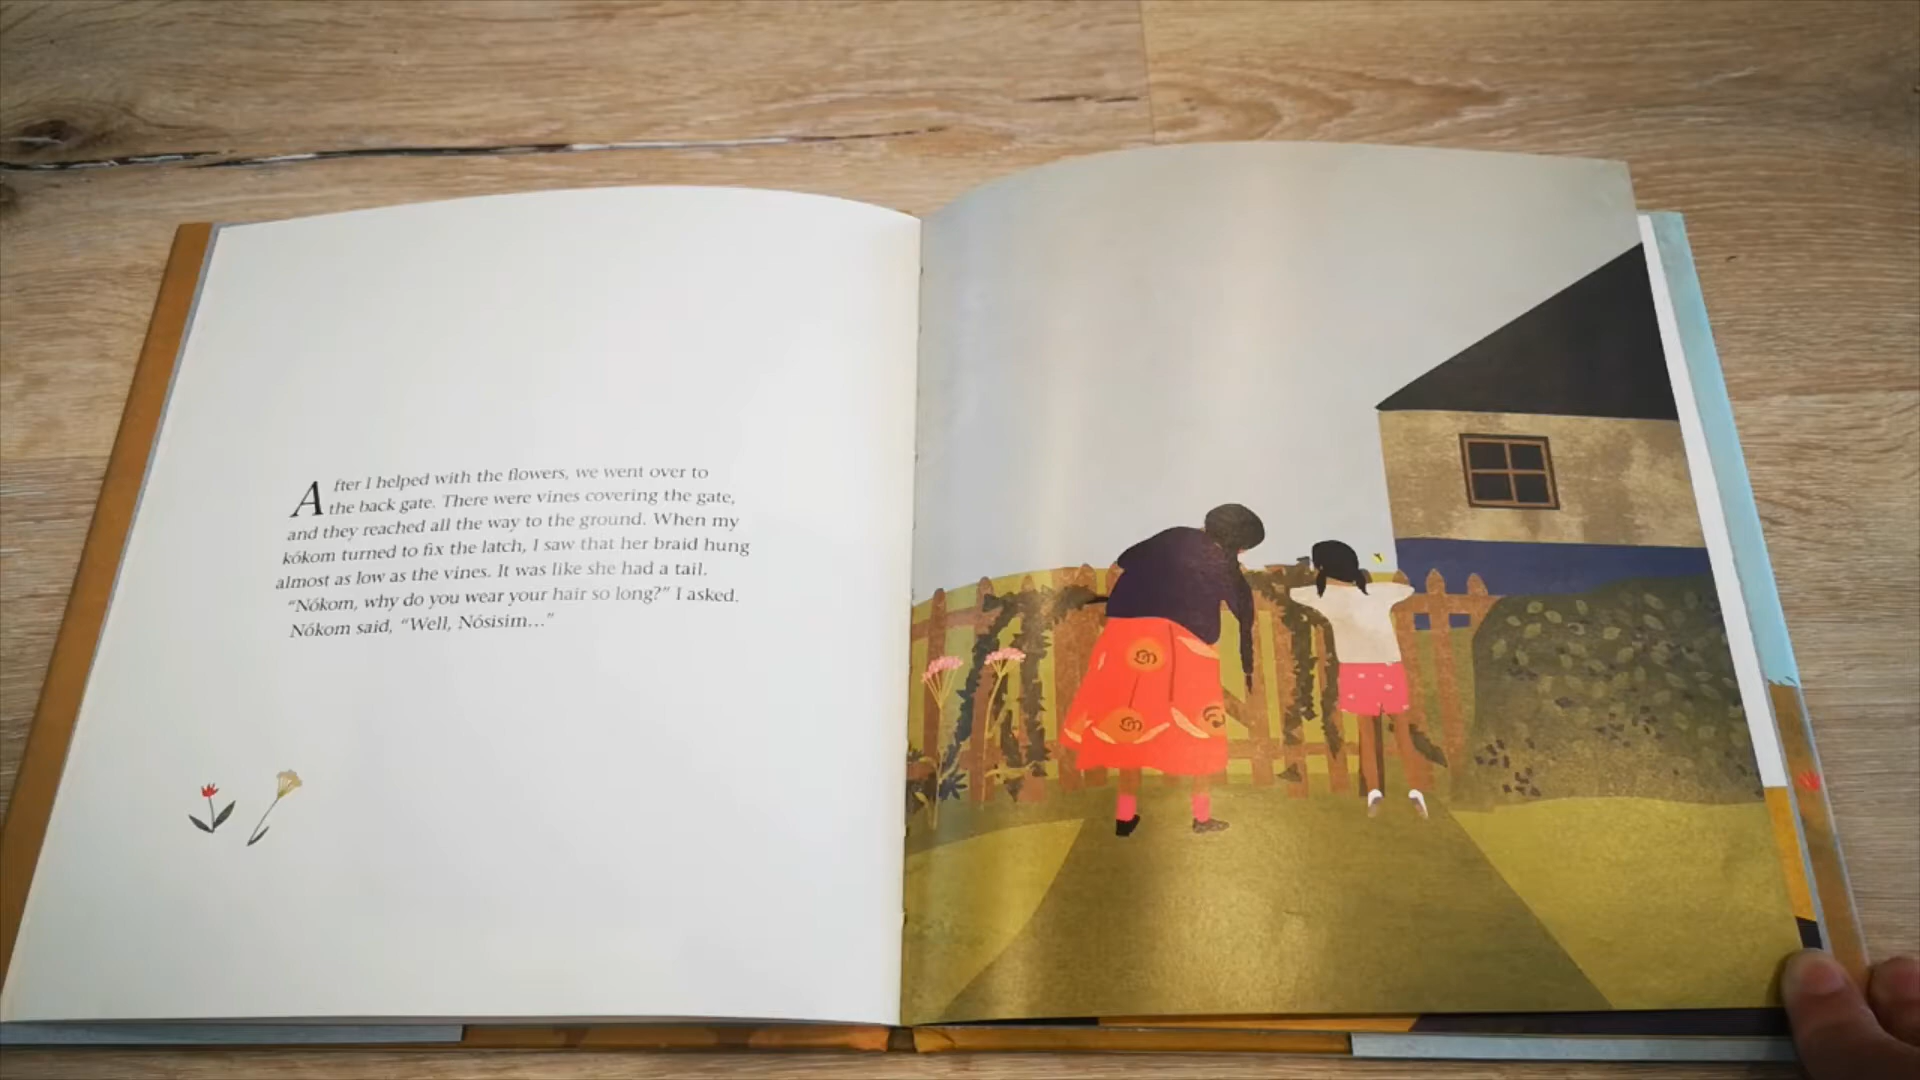 After I helped with the flowers, we went over to
the back gate. There were vines covering the gate,
and they reached all the way to the ground. When my
kókom turned to fix the latch, I saw that her braid hung
almost as low as the vines. It was like she had a tail.
“Nókom, why do you wear your hair so long?” I asked.
Nókom said, “Well, Nósisim…”